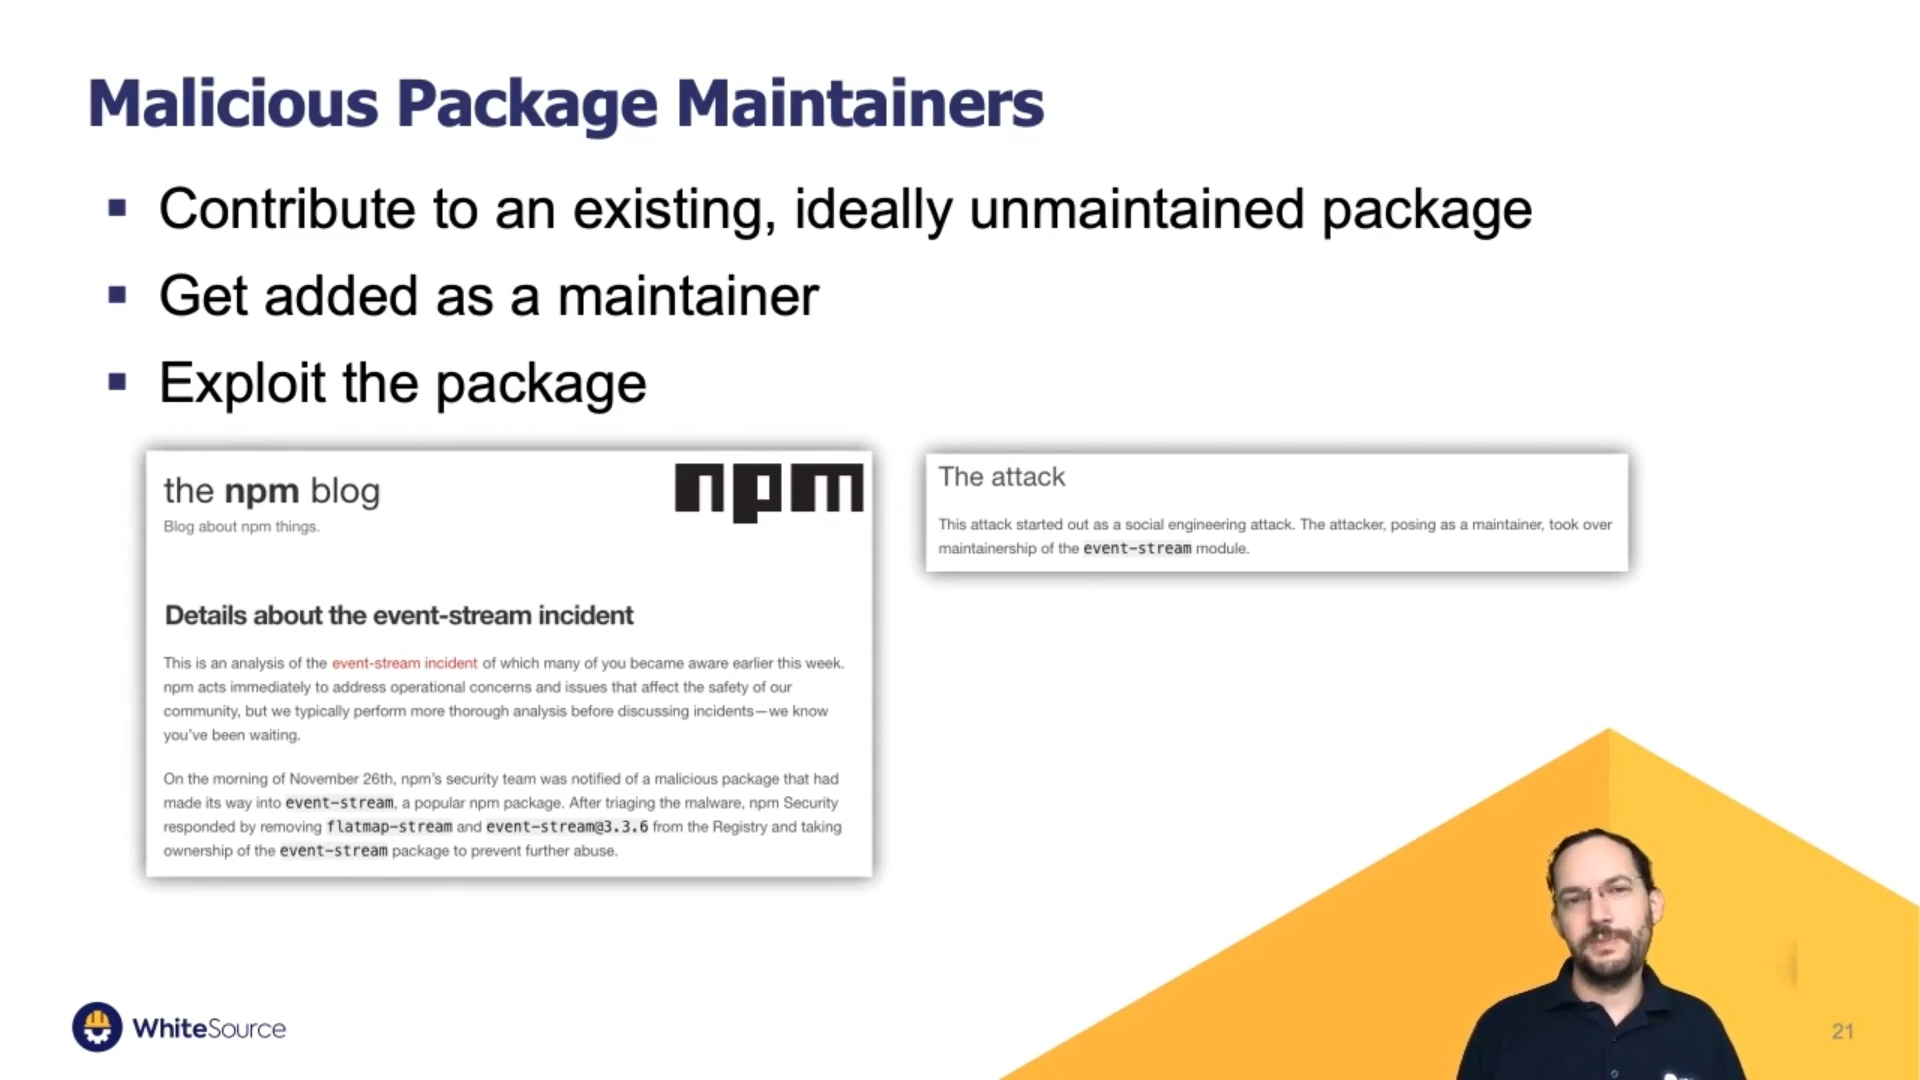 Malicious Package Maintainers
Contribute to an existing, ideally unmaintained package
Get added as a maintainer
Exploit the package
the npm blog
npm
Blog about npm things.
Details about the event-stream incident
This is an analysis of the event-stream incident of which many of you became aware earlier this week.
npm acts immediately to address operational concerns and issues that affect the safety of our
community, but we typically perform more thorough analysis before discussing incidents—we know
you've been waiting.
On the morning of November 26th, npm's security team was notified of a malicious package that had
made its way into event-stream, a popular npm package. After triaging the malware, npm Security
responded by removing flatmap-stream and event-stream@3.3.6 from the Registry and taking
ownership of the event-stream package to prevent further abuse.
The attack
This attack started out as a social engineering attack. The attacker, posing as a maintainer, took over
maintainership of the event-stream module.
WhiteSource
21